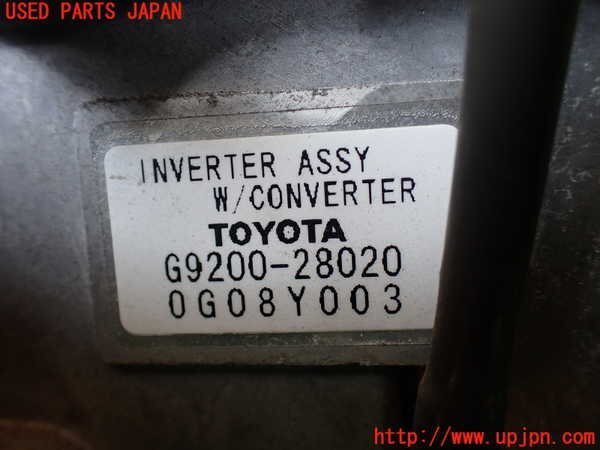 USED PARTS JAPAN
INVERTER ASSY
W/CONVERTER
TOYOTA
G9200-28020
0G08Y003
http://www.upjpn.com/